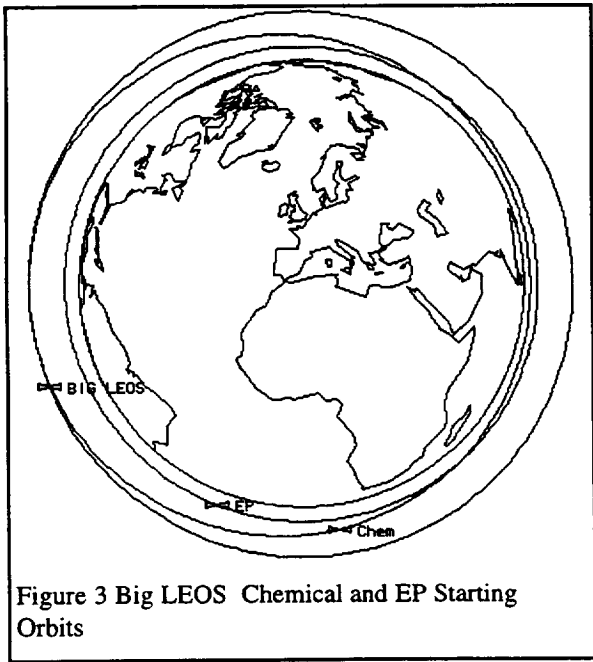 BIG LEOS
EP
Chem
Figure 3 Big LEOS Chemical and EP Starting
Orbits